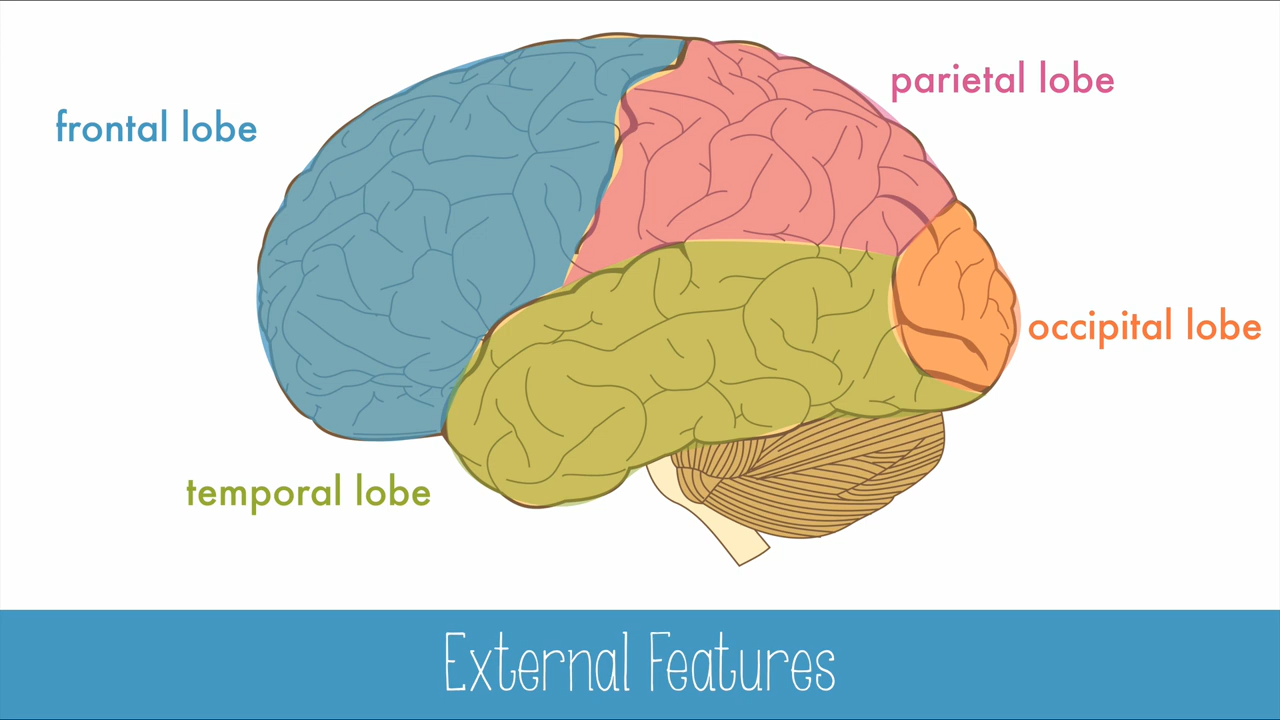 parietal lobe
frontal lobe
occipital lobe
temporal lobe
External Features